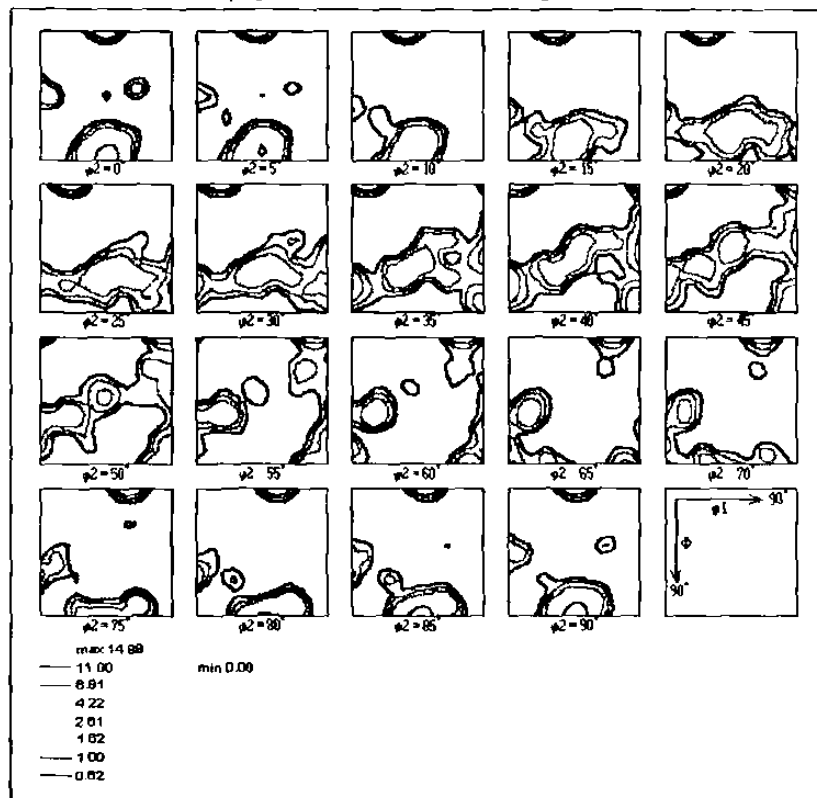 φ2 = 0
φ2 = 5
φ2 = 10
φ2 = 15
φ2 = 20
φ2 = 25
φ2 = 30
φ2 = 35°
φ2 = 40°
φ2 = 45°
φ2 = 50°
φ2 55°
φ2 = 60°
φ2 65°
φ2 = 70°
φ2 = 75°
φ2 = 80°
φ2 = 85°
φ2 = 90°
φ1 90°
Φ
90°
max 14.88
11.00 min 0.00
6.81
4.22
2.61
1.62
1.00
0.62